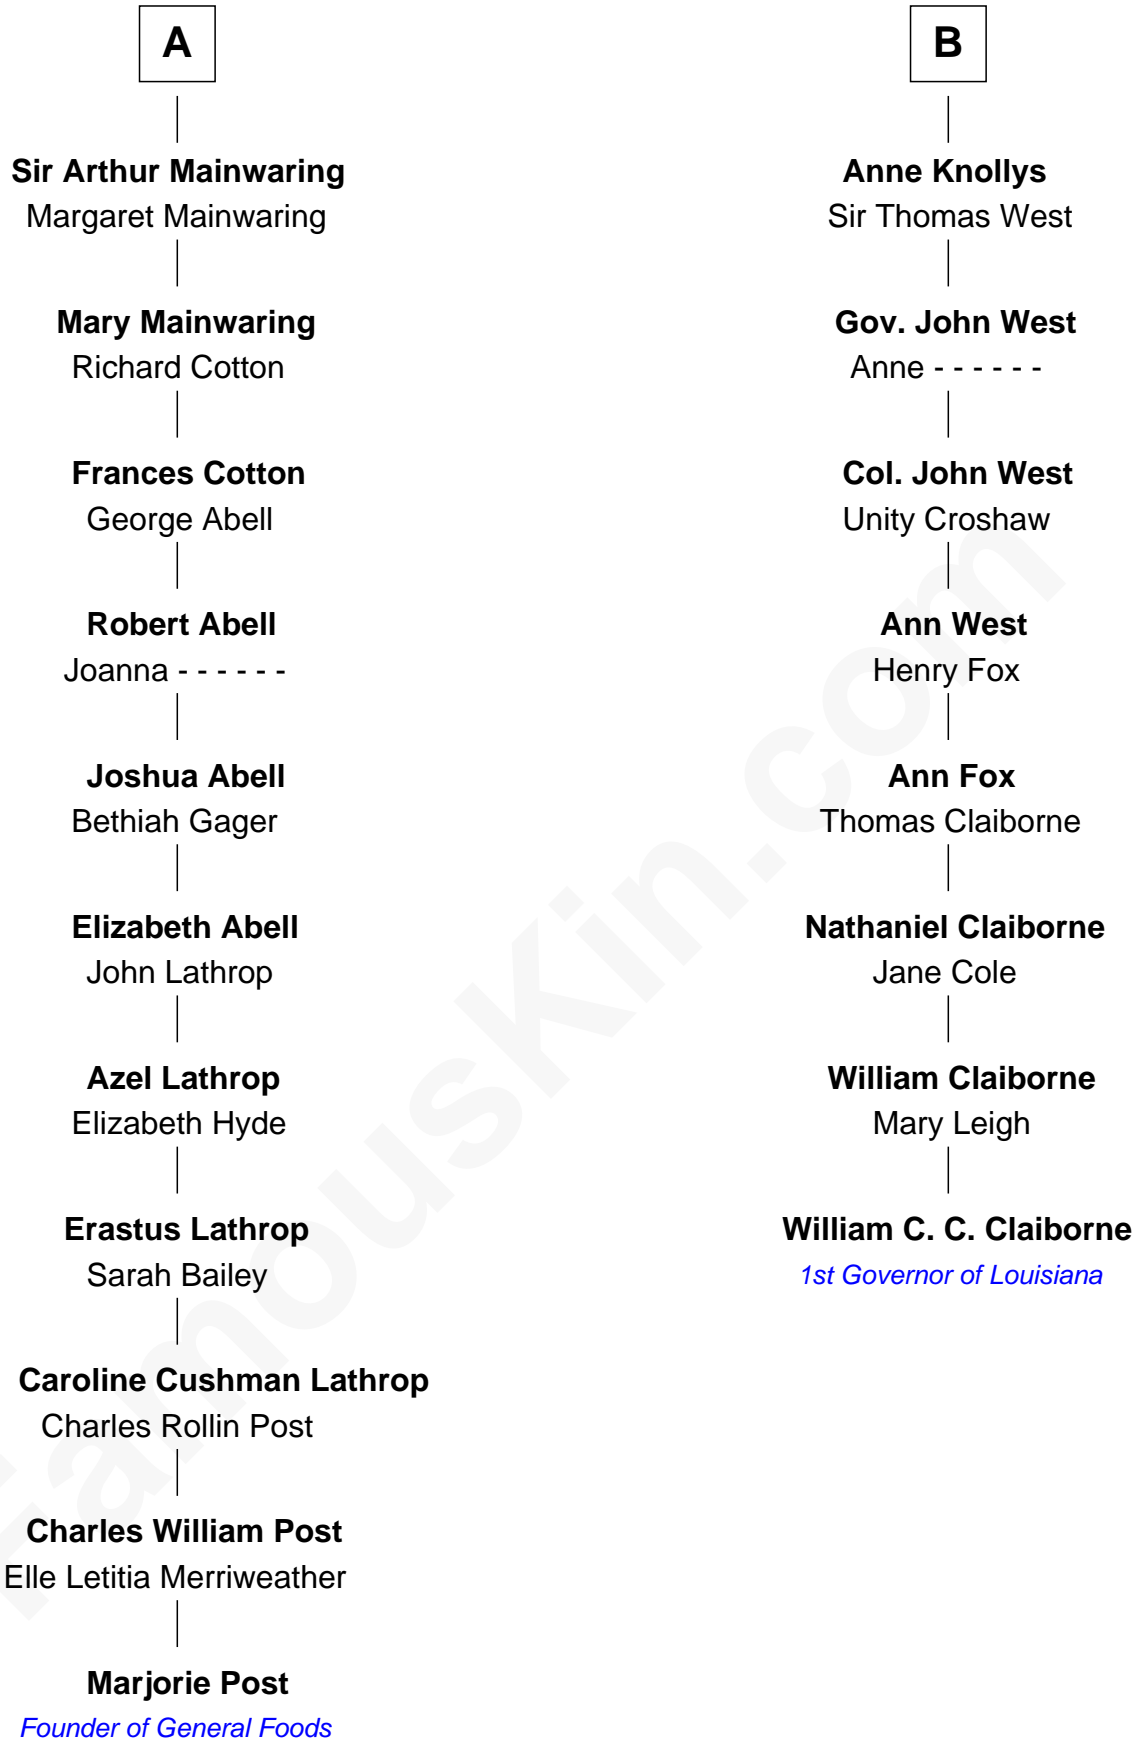 A
Sir Arthur Mainwaring
Margaret Mainwaring
Mary Mainwaring
Richard Cotton
Frances Cotton
George Abell
Robert Abell
Joanna - - - - - -
Joshua Abell
Bethiah Gager
Elizabeth Abell
John Lathrop
Azel Lathrop
Elizabeth Hyde
Erastus Lathrop
Sarah Bailey
Caroline Cushman Lathrop
Charles Rollin Post
Charles William Post
Elle Letitia Merriweather
Marjorie Post
Founder of General Foods
B
Anne Knollys
Sir Thomas West
Gov. John West
Anne - - - - - -
Col. John West
Unity Croshaw
Ann West
Henry Fox
Ann Fox
Thomas Claiborne
Nathaniel Claiborne
Jane Cole
William Claiborne
Mary Leigh
William C. C. Claiborne
1st Governor of Louisiana
FamousKin.com